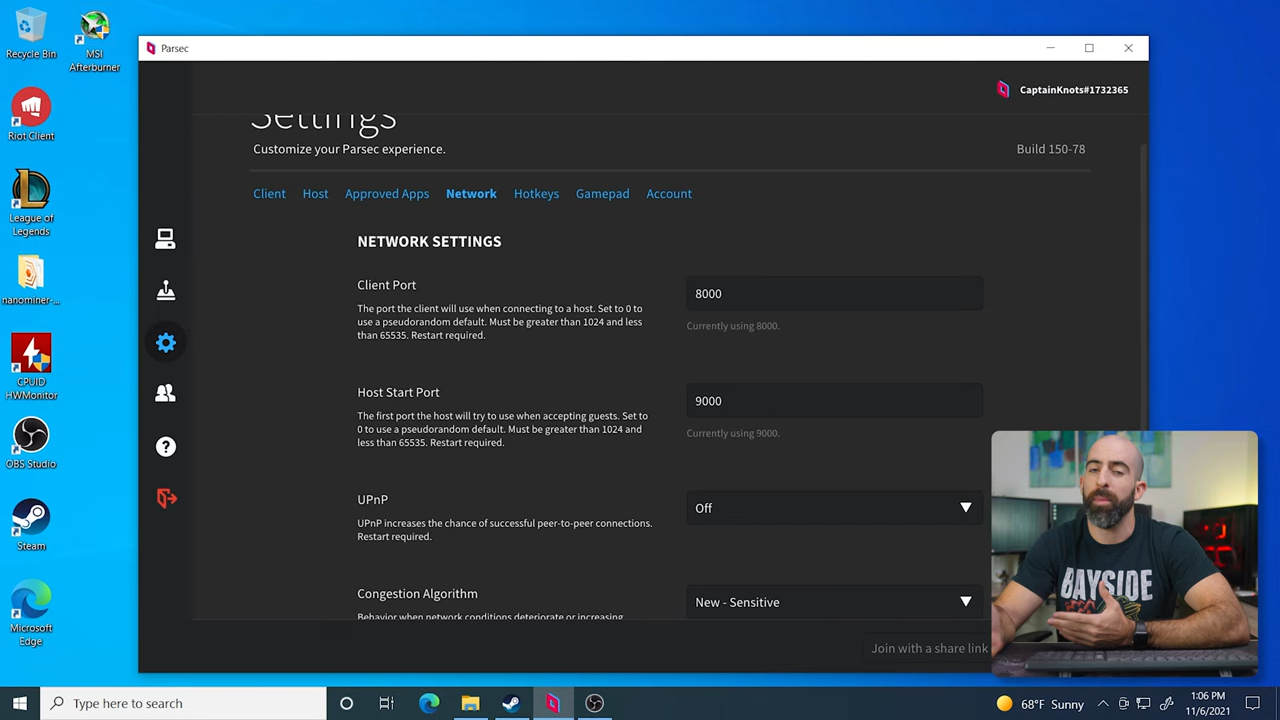 Recycle Bin
MSI
Afterburner
Riot Client
League of
Legends
nanominer-...
CPUID
HWMonitor
OBS Studio
Steam
Microsoft
Edge
Parsec
CaptainKnots#1732365
Settings
Customize your Parsec experience.
Build 150-78
Client Host Approved Apps Network Hotkeys Gamepad Account
NETWORK SETTINGS
Client Port
The port the client will use when connecting to a host. Set to 0 to
use a pseudorandom default. Must be greater than 1024 and less
than 65535. Restart required.
8000
Currently using 8000.
Host Start Port
The first port the host will try to use when accepting guests. Set to
0 to use a pseudorandom default. Must be greater than 1024 and
less than 65535. Restart required.
9000
Currently using 9000.
UPnP
UPnP increases the chance of successful peer-to-peer connections.
Restart required.
Off
Congestion Algorithm
Behavior when network conditions deteriorate or increasing
New - Sensitive
Join with a share link
BAYSIDE
Type here to search
68°F Sunny
1:06 PM
11/6/2021